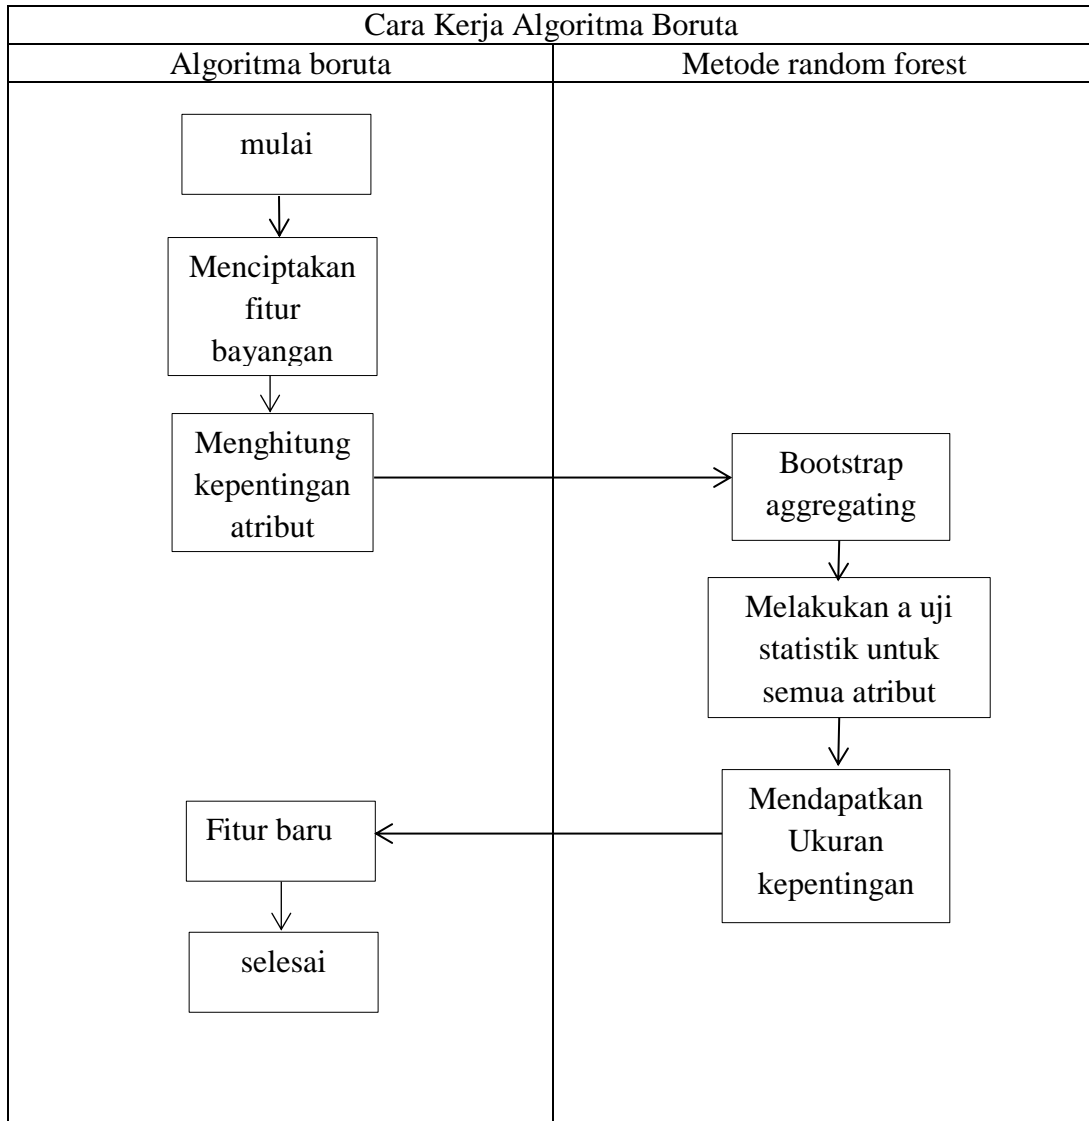 Cara Kerja Algoritma Boruta
Algoritma boruta
Metode random forest
mulai
Menciptakan
fitur
bayangan
Menghitung
kepentingan
atribut
Bootstrap
aggregating
Melakukan a uji
statistik untuk
semua atribut
Mendapatkan
Ukuran
kepentingan
Fitur baru
selesai